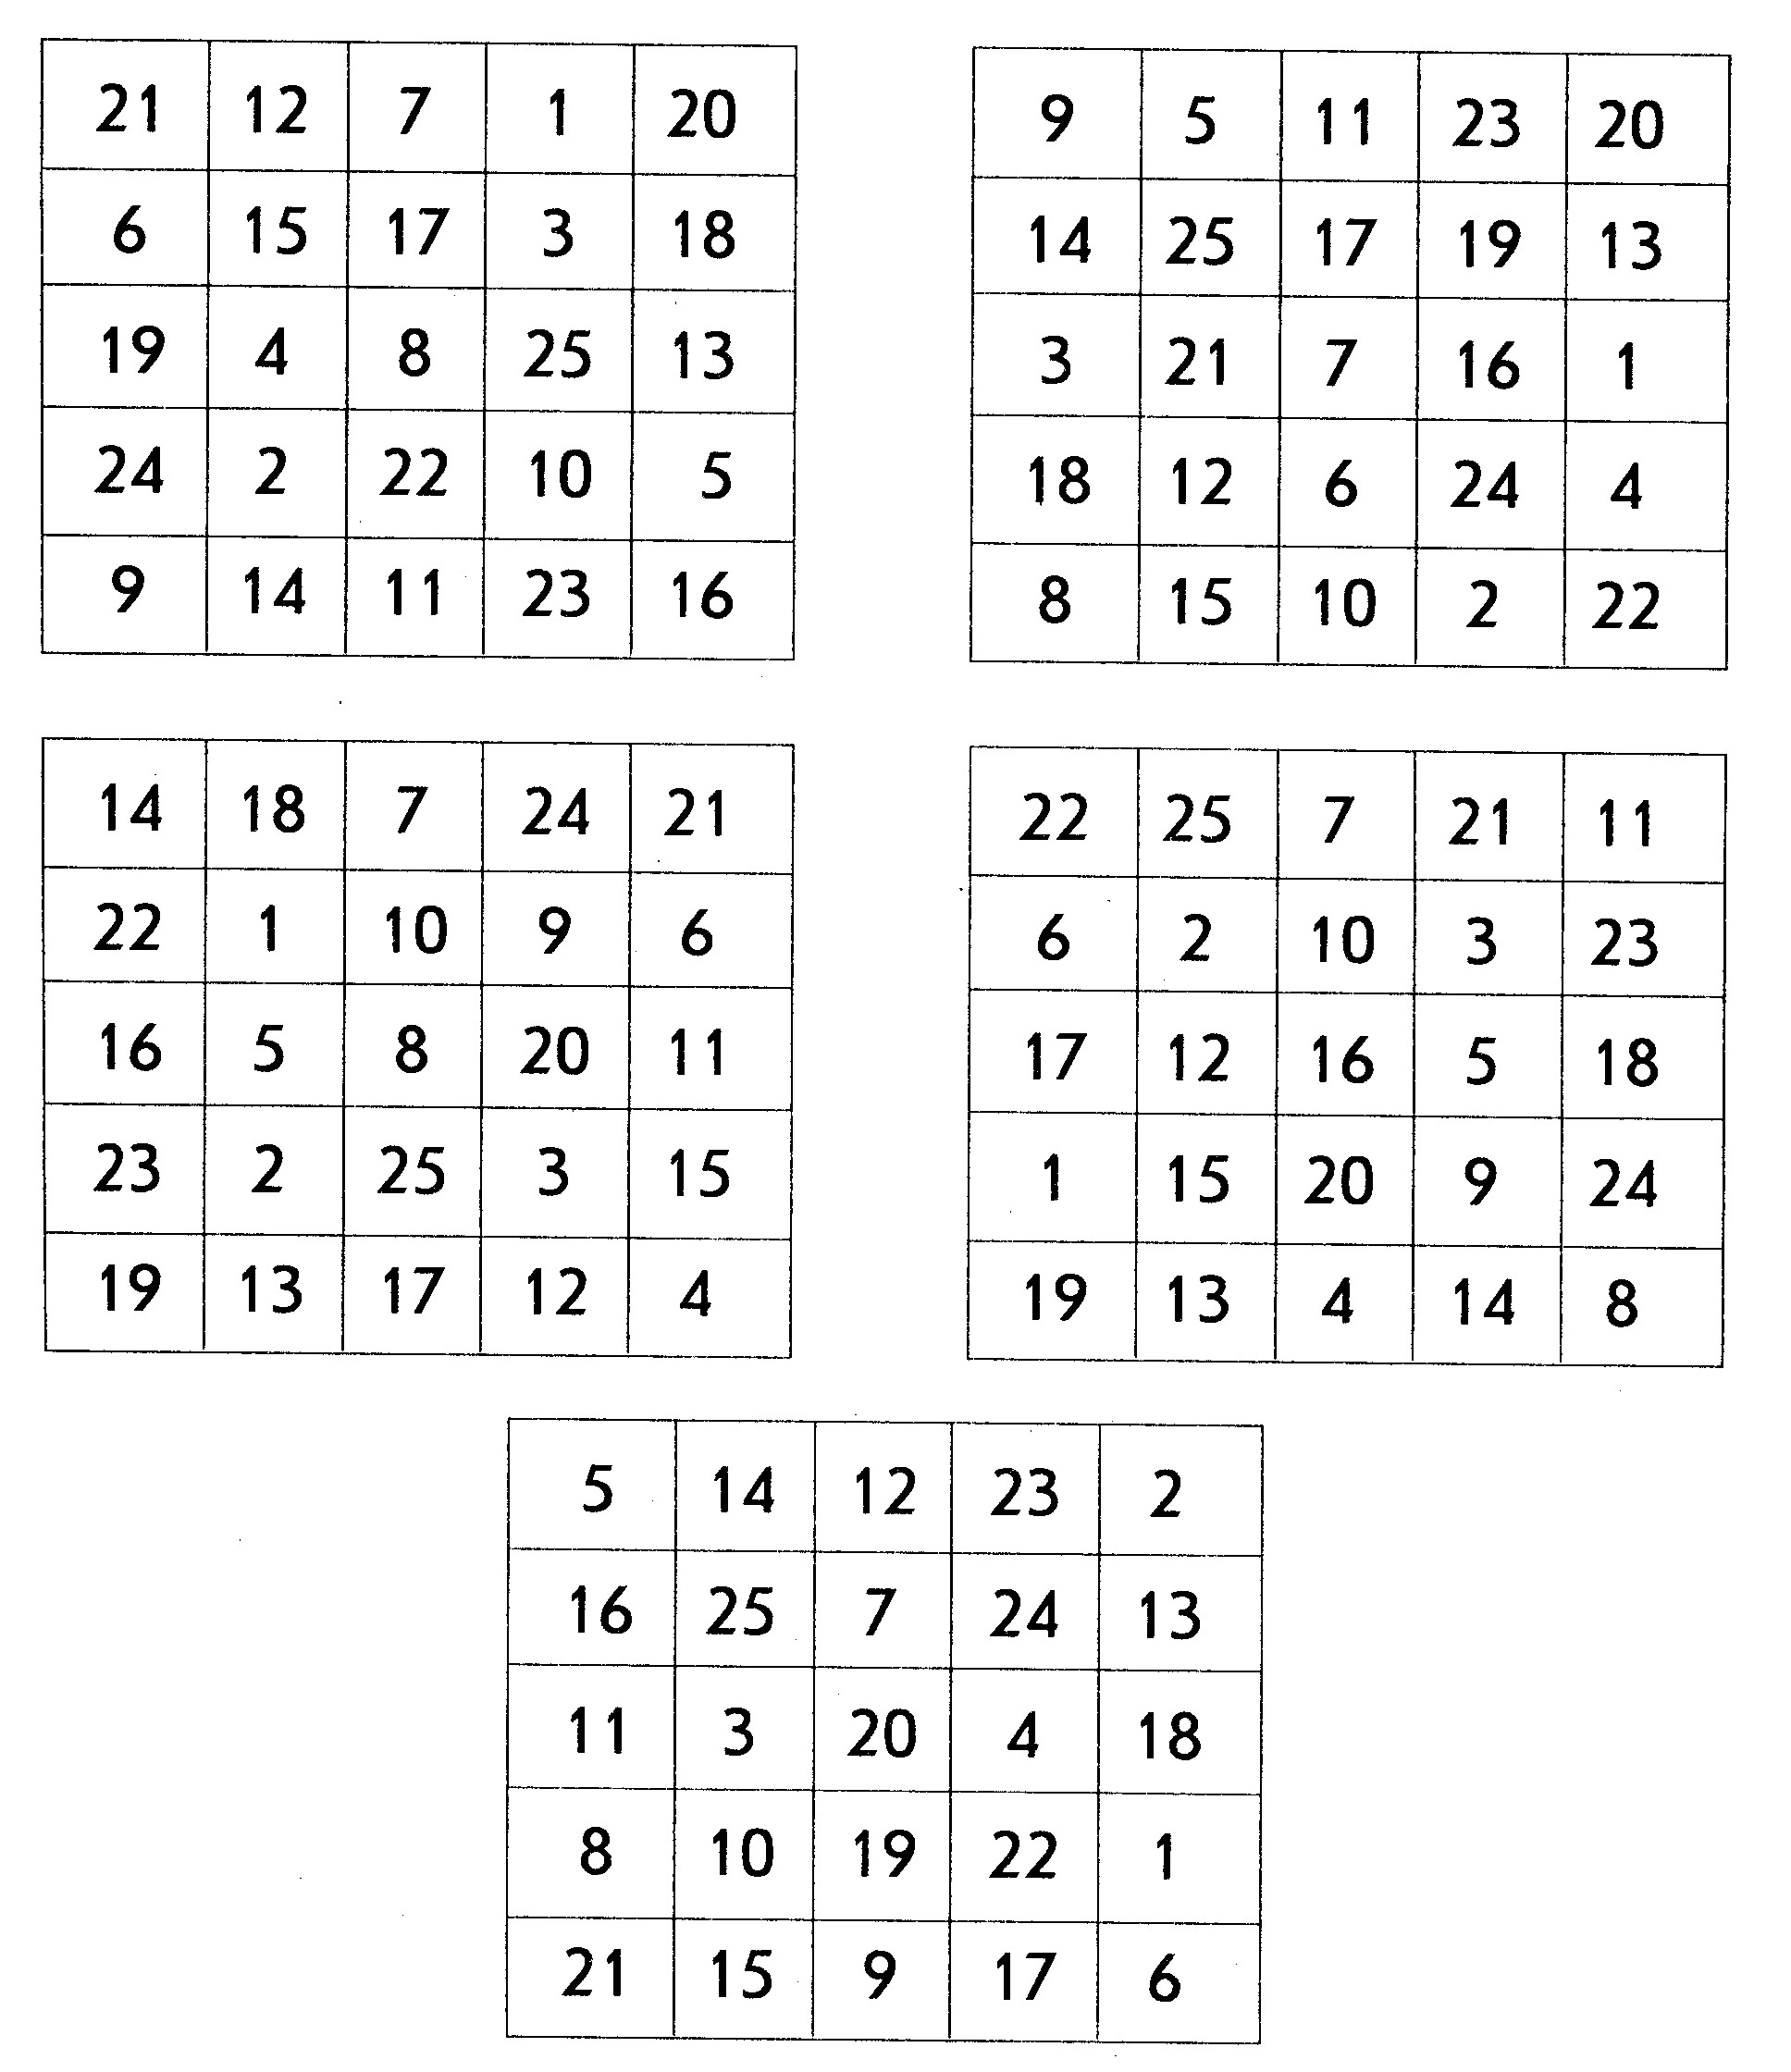 21 12 7 1 20
6 15 17 3 18
19 4 8 25 13
24 2 22 10 5
9 14 11 23 16
9 5 11 23 20
14 25 17 19 13
3 21 7 16 1
18 12 6 24 4
8 15 10 2 22
14 18 7 24 21
22 1 10 9 6
16 5 8 20 11
23 2 25 3 15
19 13 17 12 4
22 25 7 21 11
6 2 10 3 23
17 12 16 5 18
1 15 20 9 24
19 13 4 14 8
5 14 12 23 2
16 25 7 24 13
11 3 20 4 18
8 10 19 22 1
21 15 9 17 6